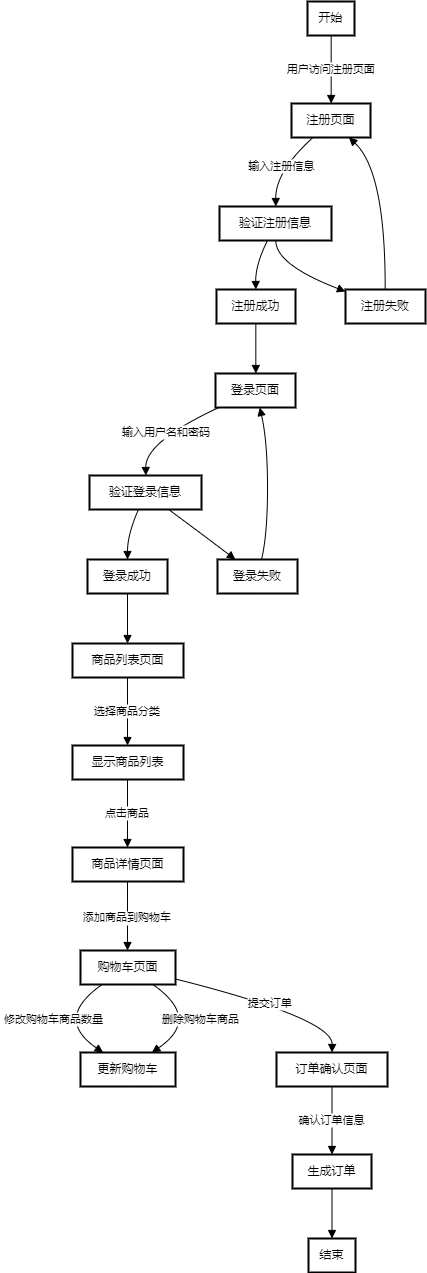 开始
用户访问注册页面
注册页面
输入注册信息
验证注册信息
注册成功
注册失败
登录页面
输入用户名和密码
验证登录信息
登录成功
登录失败
商品列表页面
选择商品分类
显示商品列表
点击商品
商品详情页面
添加商品到购物车
购物车页面
提交订单
修改购物车商品数量
删除购物车商品
更新购物车
订单确认页面
确认订单信息
生成订单
结束